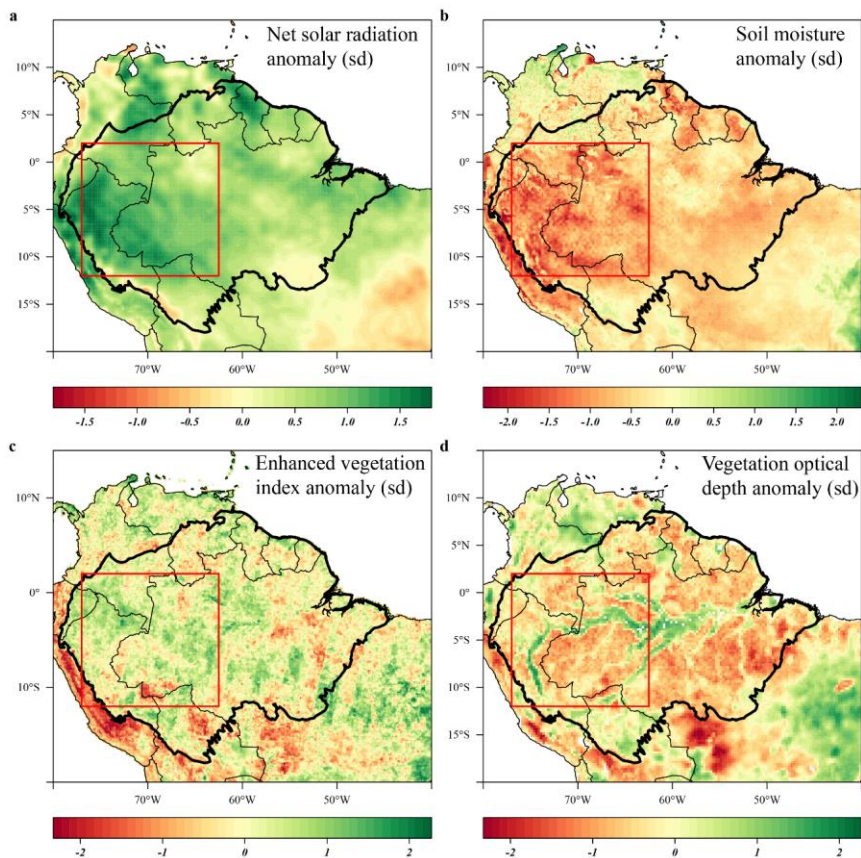 a
Net solar radiation
anomaly (sd)
10°N
5°N
0°
5°S
10°S
15°S
70°W 60°W 50°W
-1.5 -1.0 -0.5 0.0 0.5 1.0 1.5
b
Soil moisture
anomaly (sd)
10°N
5°N
0°
5°S
10°S
15°S
70°W 60°W 50°W
-2.0 -1.5 -1.0 -0.5 0.0 0.5 1.0 1.5 2.0
c
Enhanced vegetation
index anomaly (sd)
10°N
0°
10°S
70°W 60°W 50°W
-2 -1 0 1 2
d
Vegetation optical
depth anomaly (sd)
10°N
5°N
0°
5°S
10°S
15°S
70°W 60°W 50°W
-2 -1 0 1 2